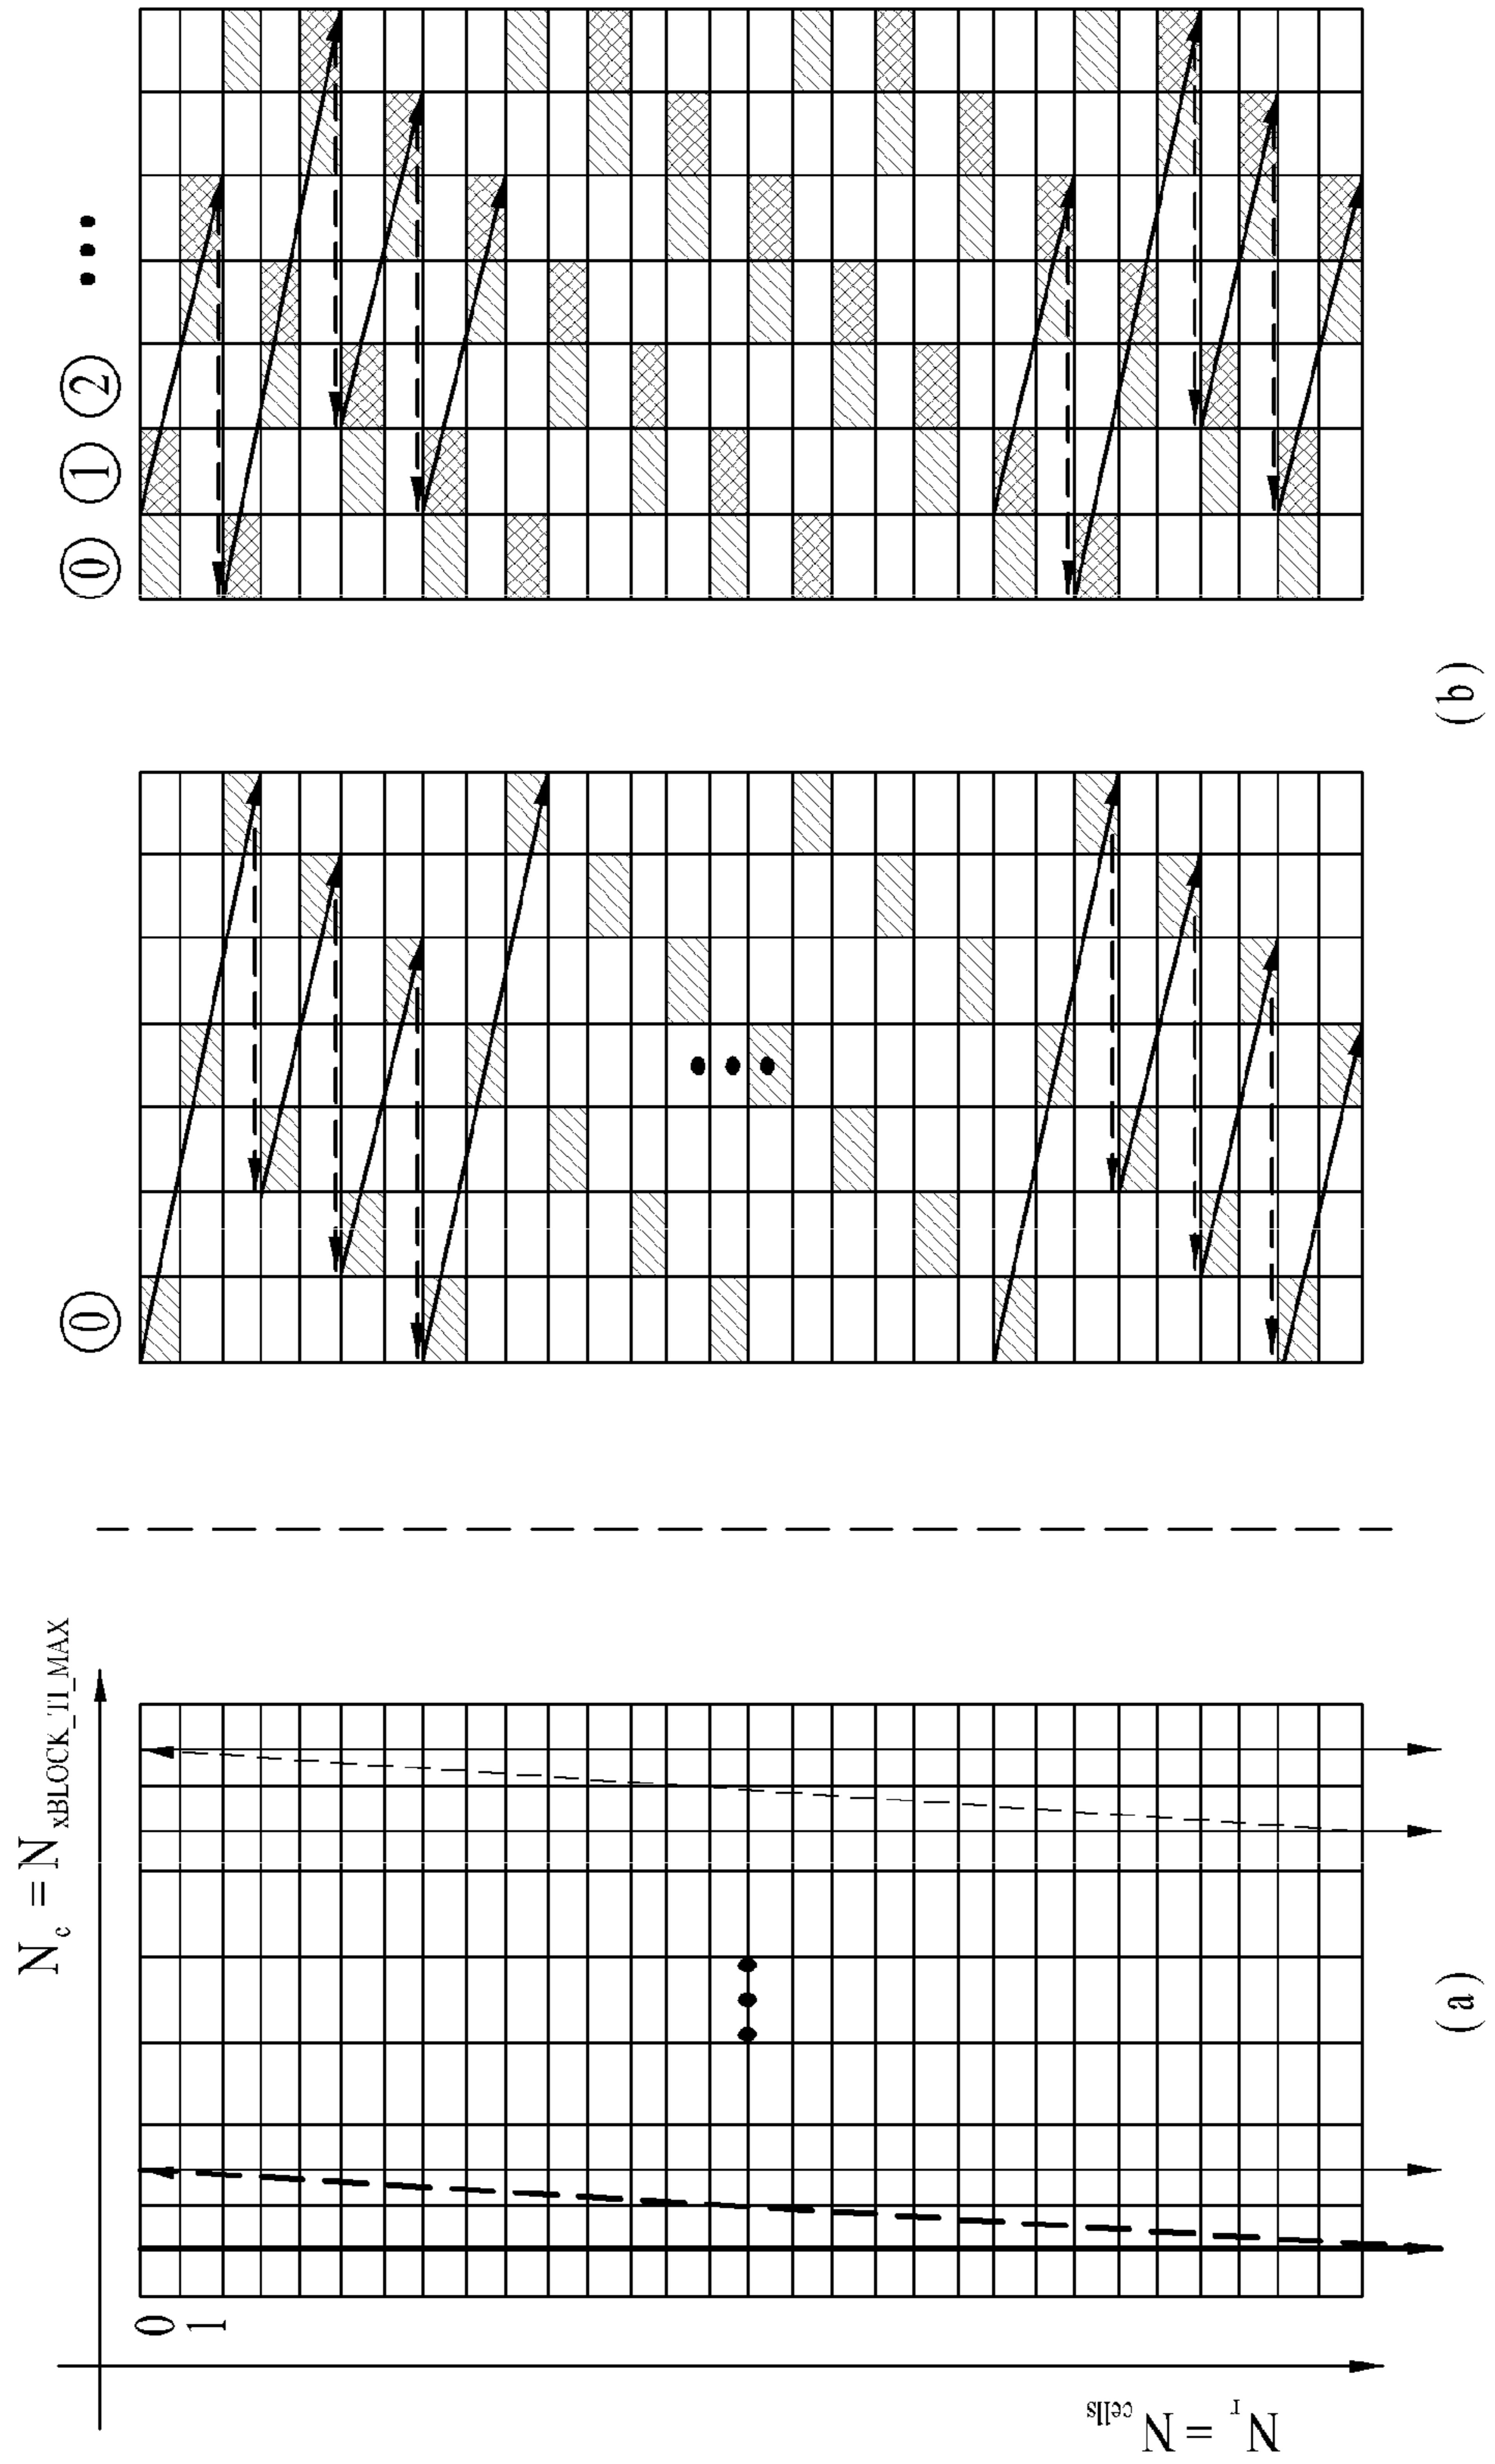 N_c = N_xBLOCK_TI_MAX
0
1
N_r = N_cells
(a)
0
0 1 2 •••
(b)